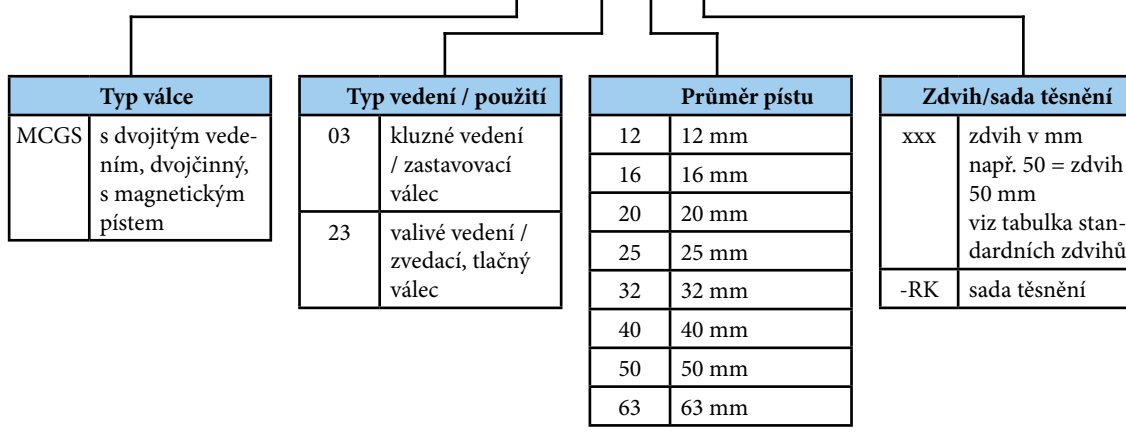 Typ válce
MCGS s dvojitým vede-
ním, dvojčinný,
s magnetickým
pístem
Typ vedení / použití
03 kluzné vedení
/ zastavovací
válec
23 valivé vedení /
zvedací, tlačný
válec
Průměr pístu
12 12 mm
16 16 mm
20 20 mm
25 25 mm
32 32 mm
40 40 mm
50 50 mm
63 63 mm
Zdvih/sada těsnění
xxx zdvih v mm
např. 50 = zdvih
50 mm
viz tabulka stan-
dardních zdvihů
-RK sada těsnění